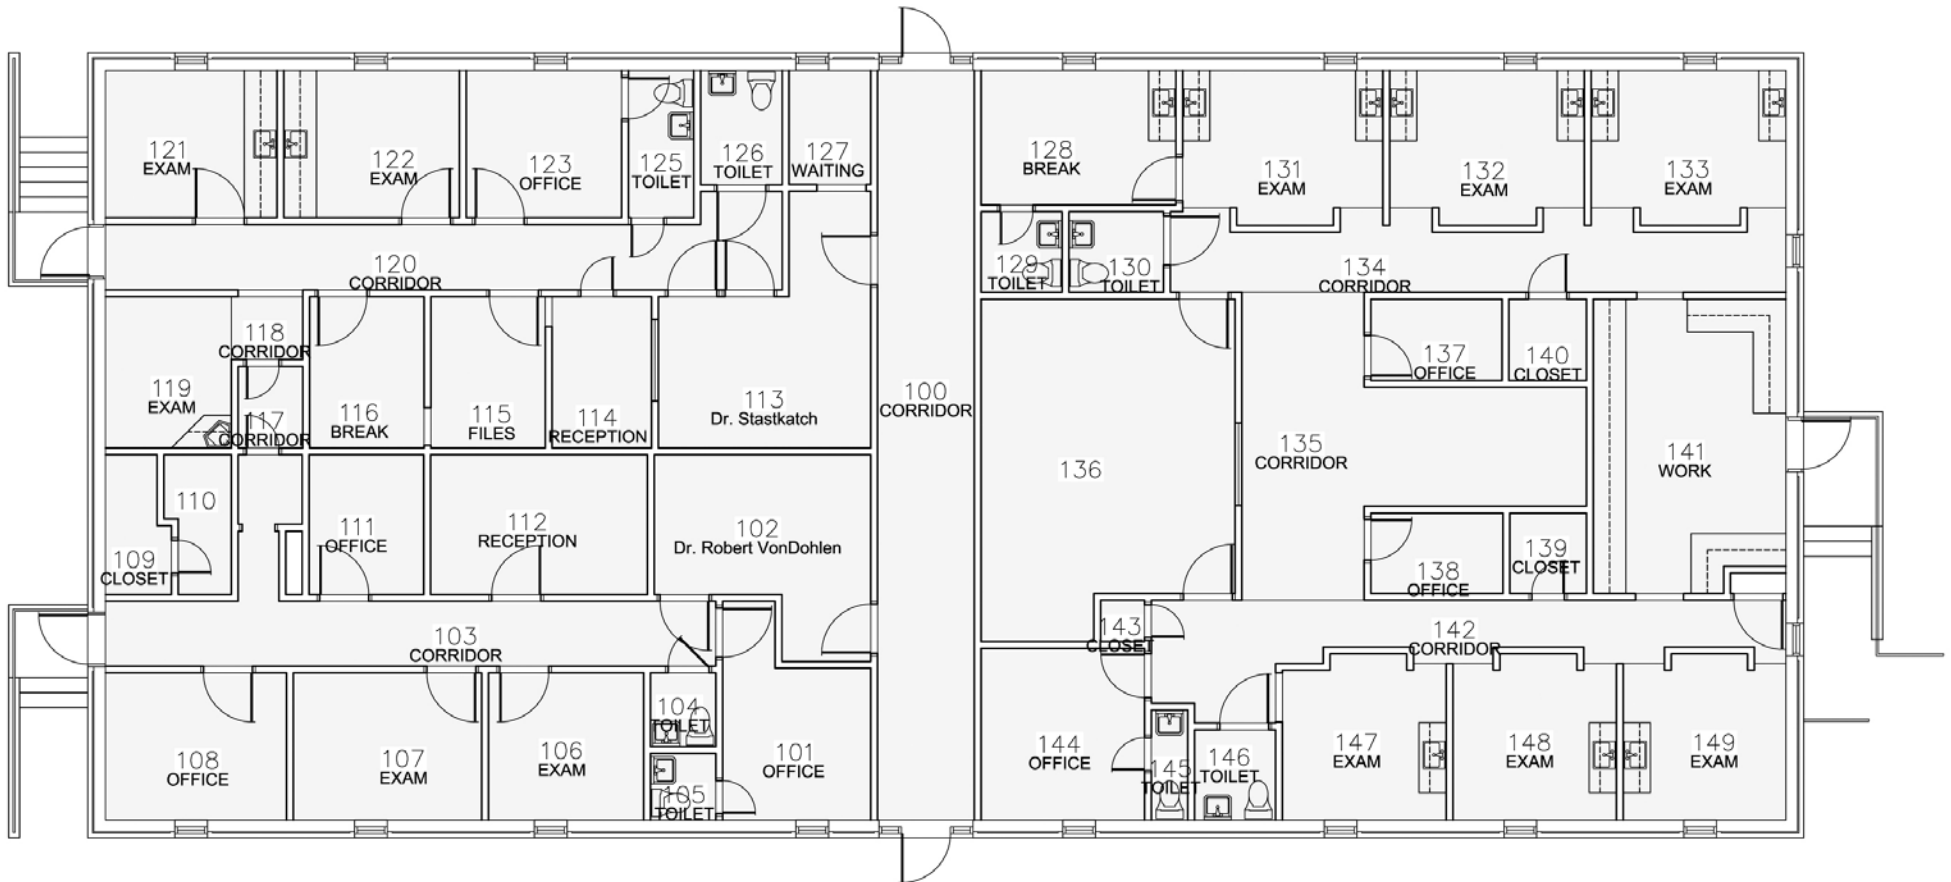 121
EXAM
122
EXAM
123
OFFICE
125
TOILET
126
TOILET
127
WAITING
128
BREAK
131
EXAM
132
EXAM
133
EXAM
129
TOILET
130
TOILET
120
CORRIDOR
134
CORRIDOR
118
CORRIDOR
119
EXAM
117
CORRIDOR
116
BREAK
115
FILES
114
RECEPTION
113
Dr. Stastkatch
100
CORRIDOR
137
OFFICE
140
CLOSET
136
135
CORRIDOR
141
WORK
110
109
CLOSET
111
OFFICE
112
RECEPTION
102
Dr. Robert VonDohlen
138
OFFICE
139
CLOSET
103
CORRIDOR
143
CLOSET
142
CORRIDOR
108
OFFICE
107
EXAM
106
EXAM
104
TOILET
105
TOILET
101
OFFICE
144
OFFICE
145
TOILET
146
TOILET
147
EXAM
148
EXAM
149
EXAM